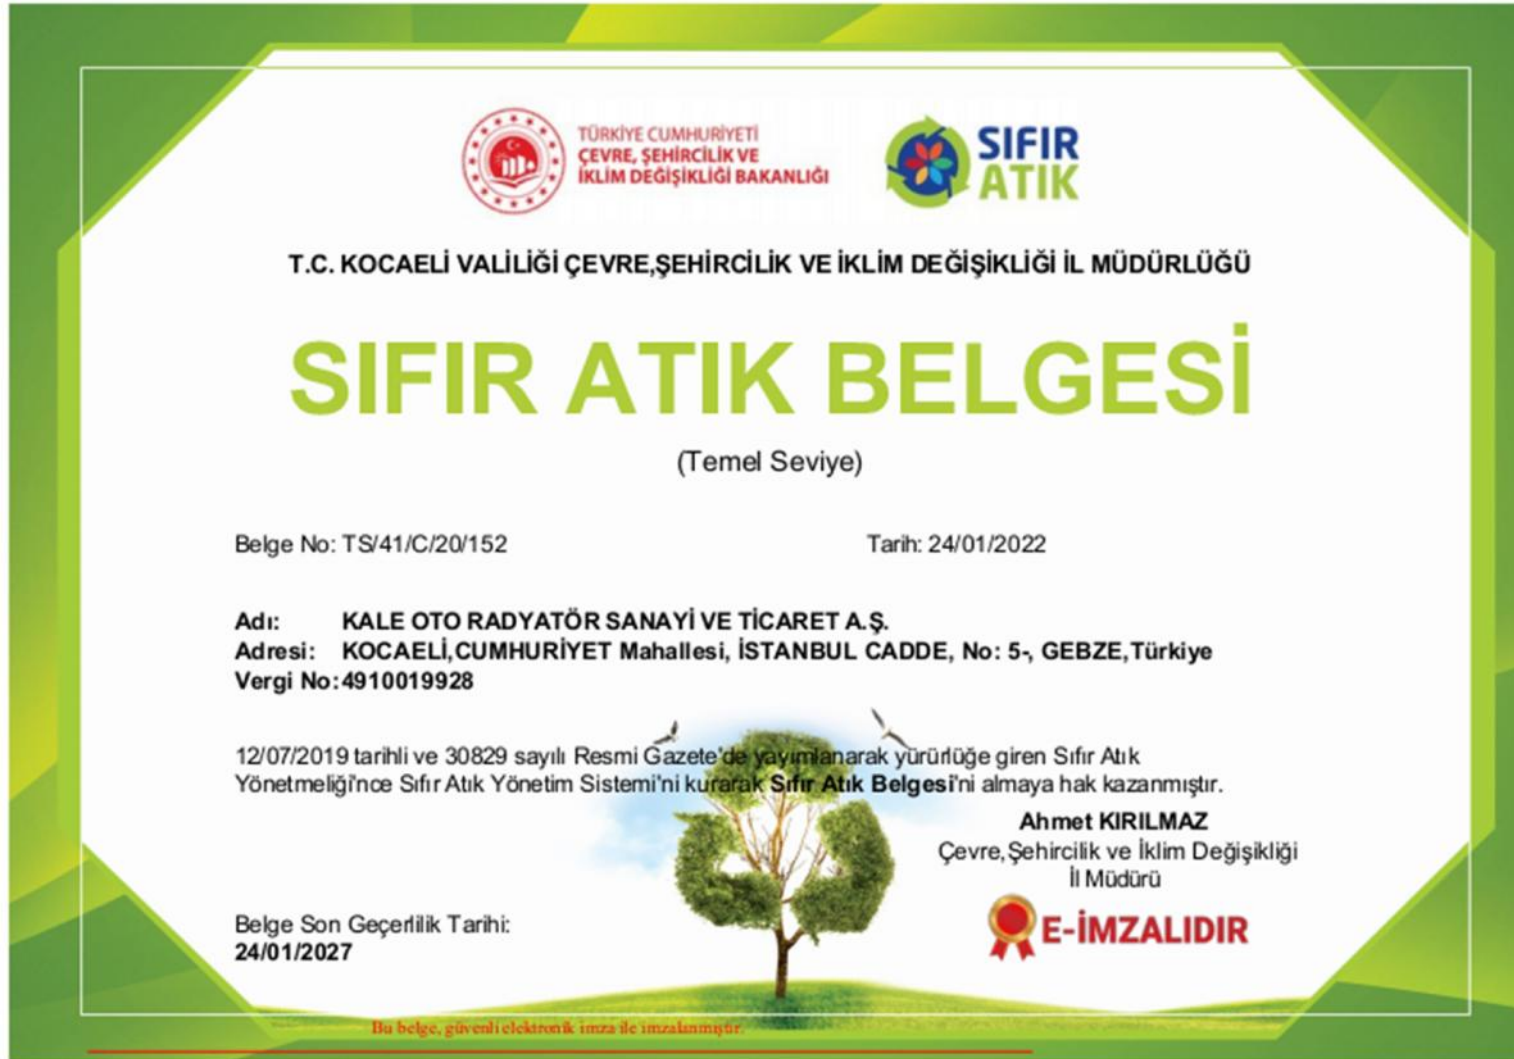 TÜRKİYE CUMHURİYETİ
ÇEVRE, ŞEHİRCİLİK VE
İKLİM DEĞİŞİKLİĞİ BAKANLIĞI
SIFIR
ATIK
T.C. KOCAELİ VALİLİĞİ ÇEVRE,ŞEHİRCİLİK VE İKLİM DEĞİŞİKLİĞİ İL MÜDÜRLÜĞÜ
SIFIR ATIK BELGESİ
(Temel Seviye)
Belge No: TS/41/C/20/152 Tarih: 24/01/2022
Adı: KALE OTO RADYATÖR SANAYİ VE TİCARET A.Ş.
Adresi: KOCAELİ,CUMHURİYET Mahallesi, İSTANBUL CADDE, No: 5-, GEBZE,Türkiye
Vergi No:4910019928
12/07/2019 tarihli ve 30829 sayılı Resmi Gazete'de yayımlanarak yürürlüğe giren Sıfır Atık
Yönetmeliği'nce Sıfır Atık Yönetim Sistemi'ni kurarak Sıfır Atık Belgesi'ni almaya hak kazanmıştır.
Ahmet KIRILMAZ
Çevre,Şehircilik ve İklim Değişikliği
İl Müdürü
E-İMZALIDIR
Belge Son Geçerlilik Tarihi:
24/01/2027
Bu belge, güvenli elektronik imza ile imzalanmıştır.